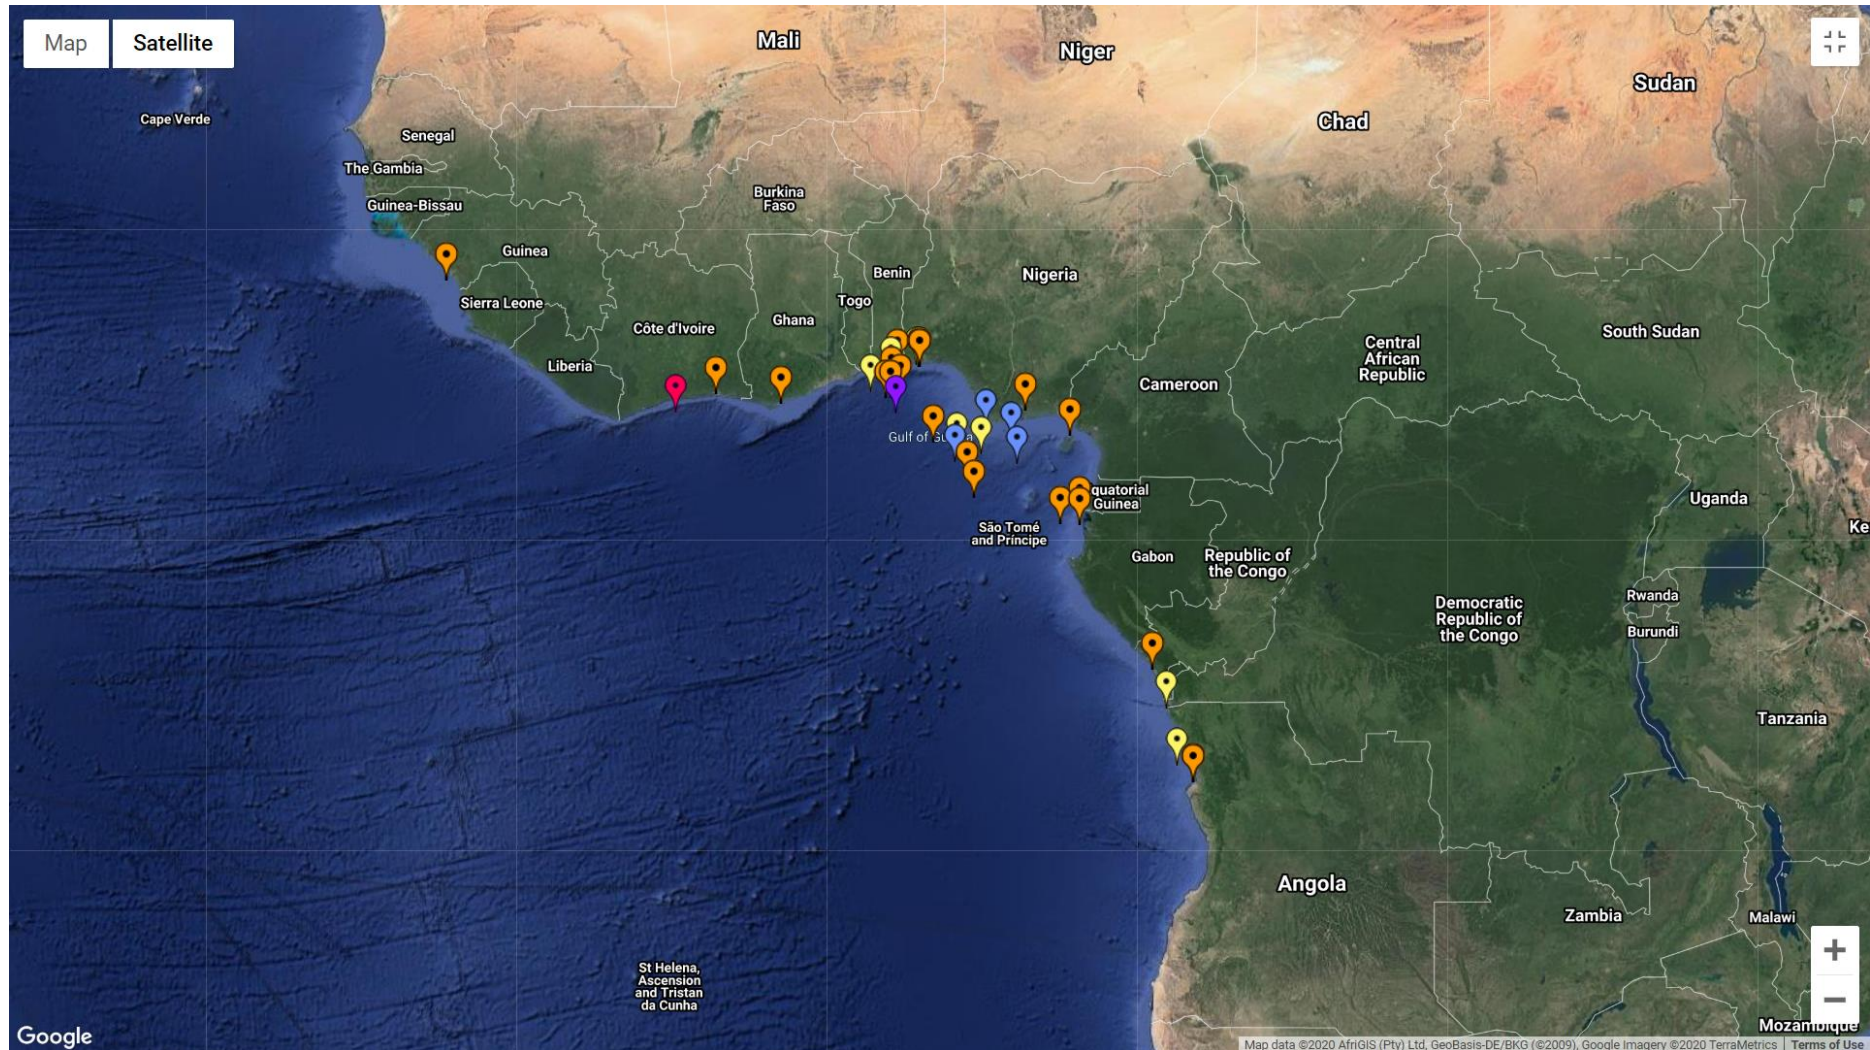 Map
Satellite
Mali
Niger
Sudan
Cape Verde
Chad
Senegal
The Gambia
Burkina
Faso
Guinea-Bissau
Guinea
Benin
Nigeria
Sierra Leone
Togo
Ghana
Côte d'Ivoire
South Sudan
Central
African
Republic
Liberia
Cameroon
Gulf of Gu a
quatorial
Guinea
Uganda
Ke
São Tomé
and Príncipe
Gabon
Republic of
the Congo
Rwanda
Democratic
Republic of
the Congo
Burundi
Tanzania
Angola
Zambia
Malawi
St Helena,
Ascension
and Tristan
da Cunha
+
−
Mozambique
Google
Map data ©2020 AfriGIS (Pty) Ltd, GeoBasis-DE/BKG (©2009), Google Imagery ©2020 TerraMetrics
Terms of Use